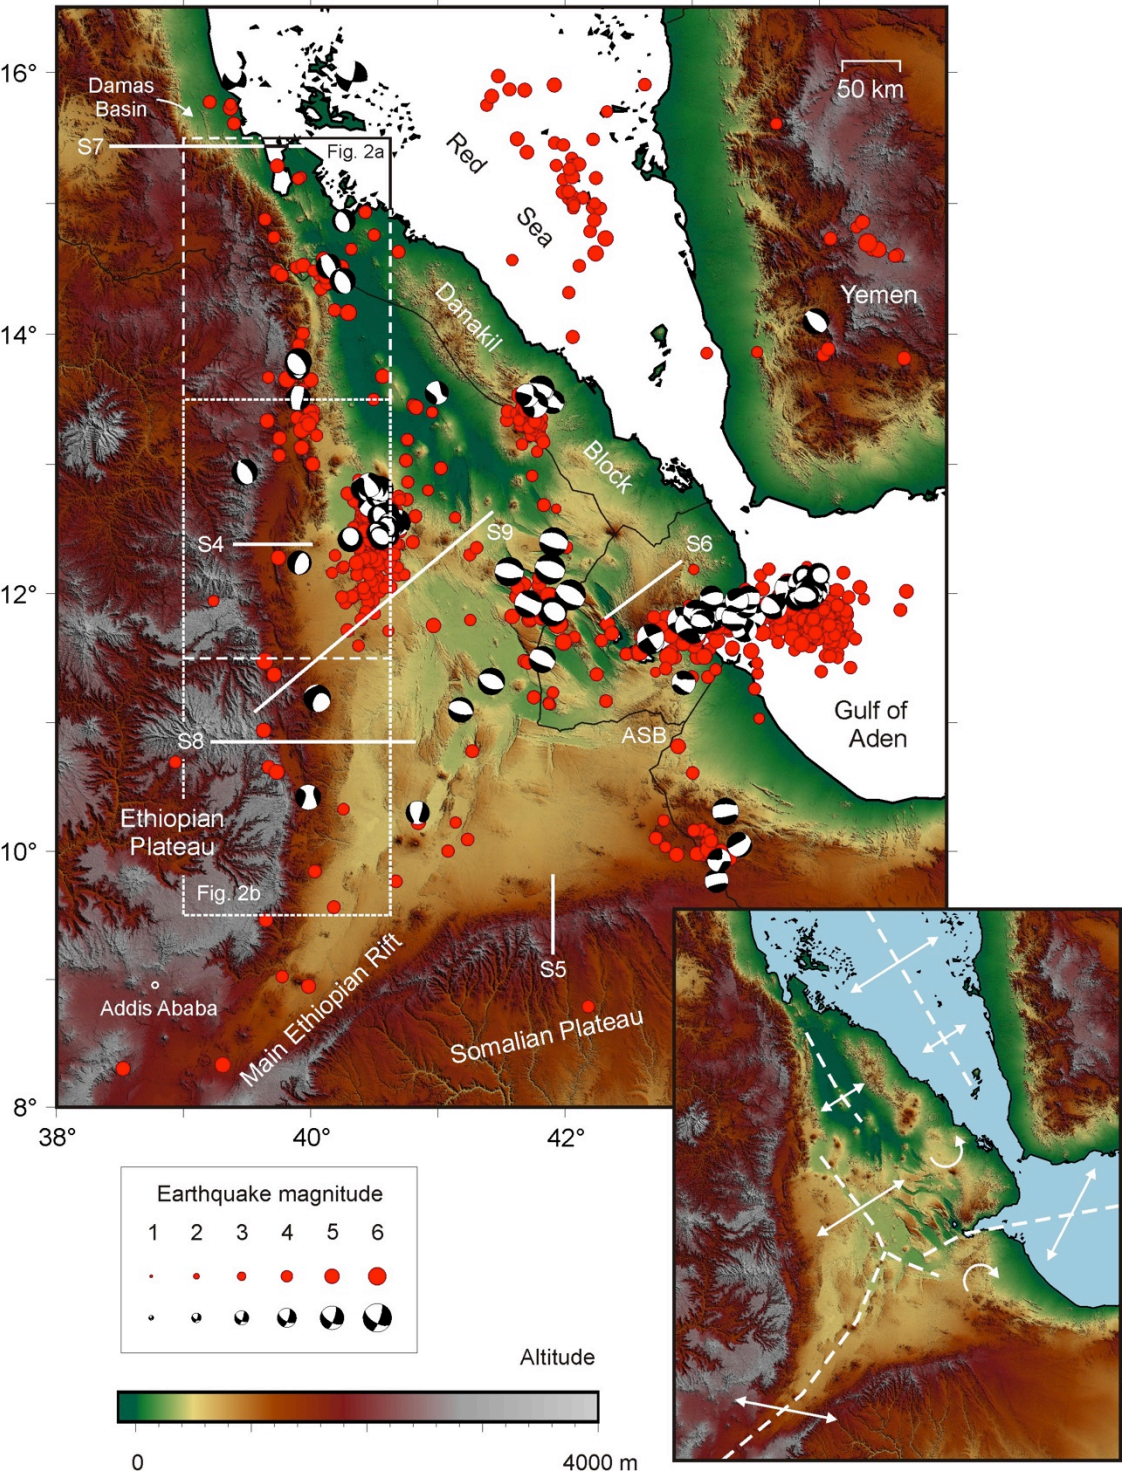 16°
Damas
Basin
50 km
S7
Fig. 2a
Red
Sea
Yemen
14°
Danakil
Block
S4
S9
S6
12°
Gulf of
Aden
S8
ASB
Ethiopian
Plateau
10°
Fig. 2b
S5
Addis Ababa
Main Ethiopian Rift
Somalian Plateau
8°
38°
40°
42°
Earthquake magnitude
1 2 3 4 5 6
Altitude
0
4000 m